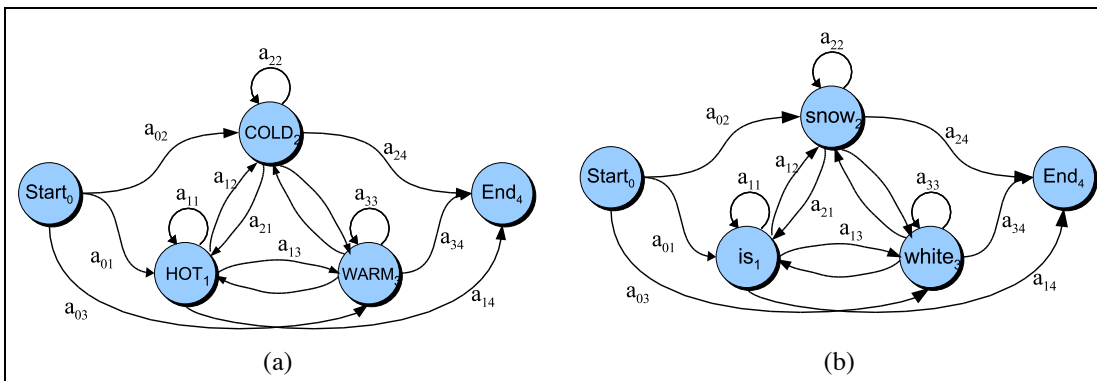 a22
a02
COLD2
a24
a12
Start0
a11
a33
End4
a21
a13
a34
a01
HOT1
WARM3
a03
a14
(a)
a22
a02
snow2
a24
a12
Start0
a11
a33
End4
a21
a13
a34
a01
is1
white3
a03
a14
(b)